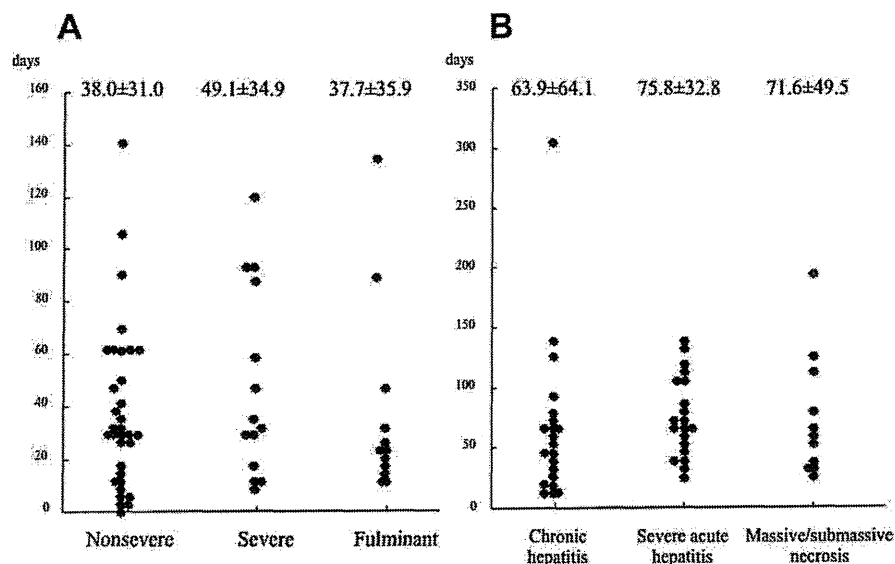 A
days
38.0±31.0 49.1±34.9 37.7±35.9
160
140
120
100
80
60
40
20
0
Nonsevere Severe Fulminant
B
days
63.9±64.1 75.8±32.8 71.6±49.5
350
300
250
200
150
100
50
0
Chronic hepatitis
Severe acute hepatitis
Massive/submassive necrosis